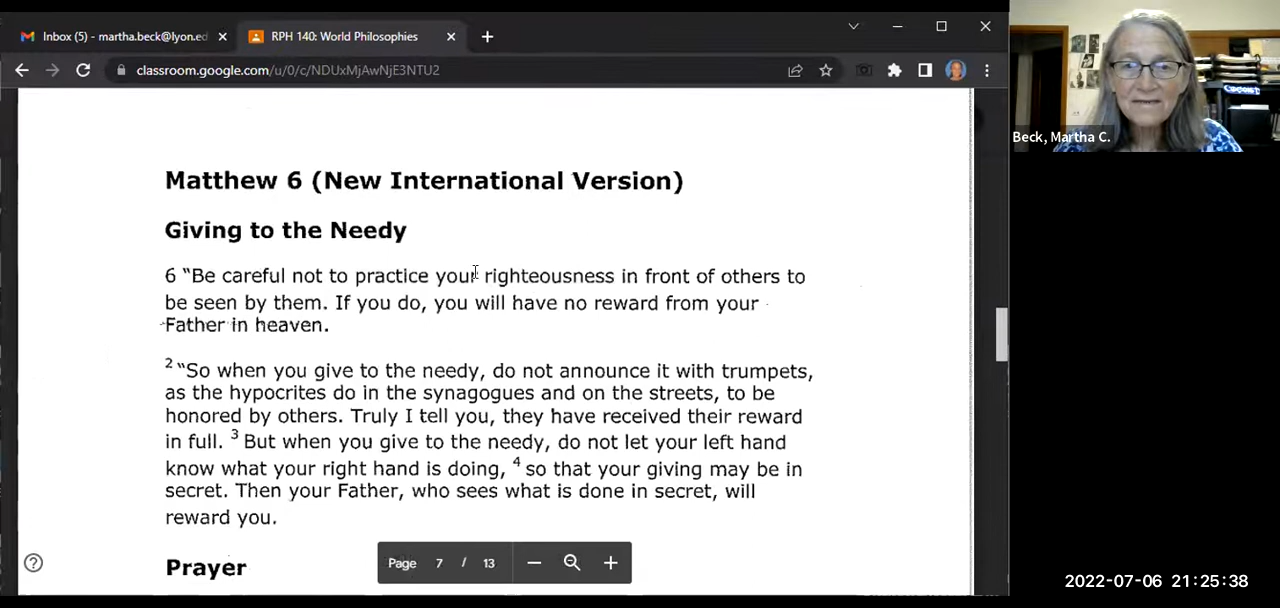 Inbox (5) - martha.beck@lyon.ed
RPH 140: World Philosophies
classroom.google.com/u/0/c/NDUxMjAwNjE3NTU2
Beck, Martha C.
Matthew 6 (New International Version)
Giving to the Needy
6 "Be careful not to practice your righteousness in front of others to
be seen by them. If you do, you will have no reward from your
Father in heaven.
2 "So when you give to the needy, do not announce it with trumpets,
as the hypocrites do in the synagogues and on the streets, to be
honored by others. Truly I tell you, they have received their reward
in full. 3 But when you give to the needy, do not let your left hand
know what your right hand is doing, 4 so that your giving may be in
secret. Then your Father, who sees what is done in secret, will
reward you.
Prayer
Page 7 / 13
2022-07-06 21:25:38